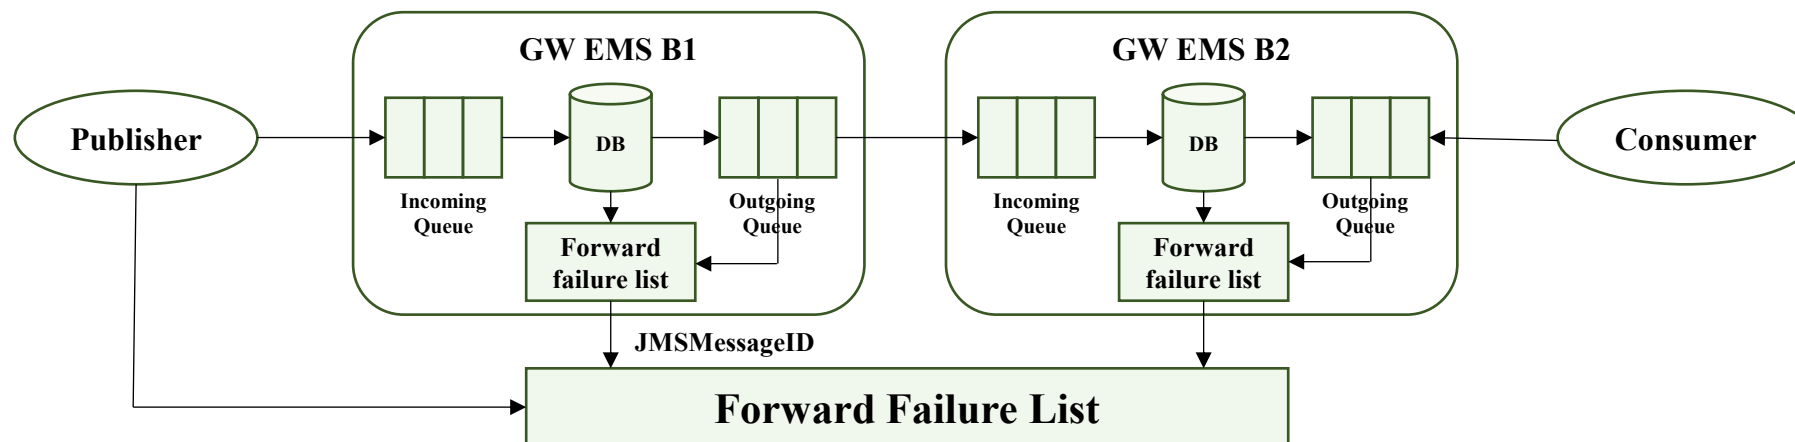 GW EMS B1
GW EMS B2
Publisher
DB
DB
Consumer
Incoming
Queue
Outgoing
Queue
Incoming
Queue
Outgoing
Queue
Forward
failure list
Forward
failure list
JMSMessageID
Forward Failure List